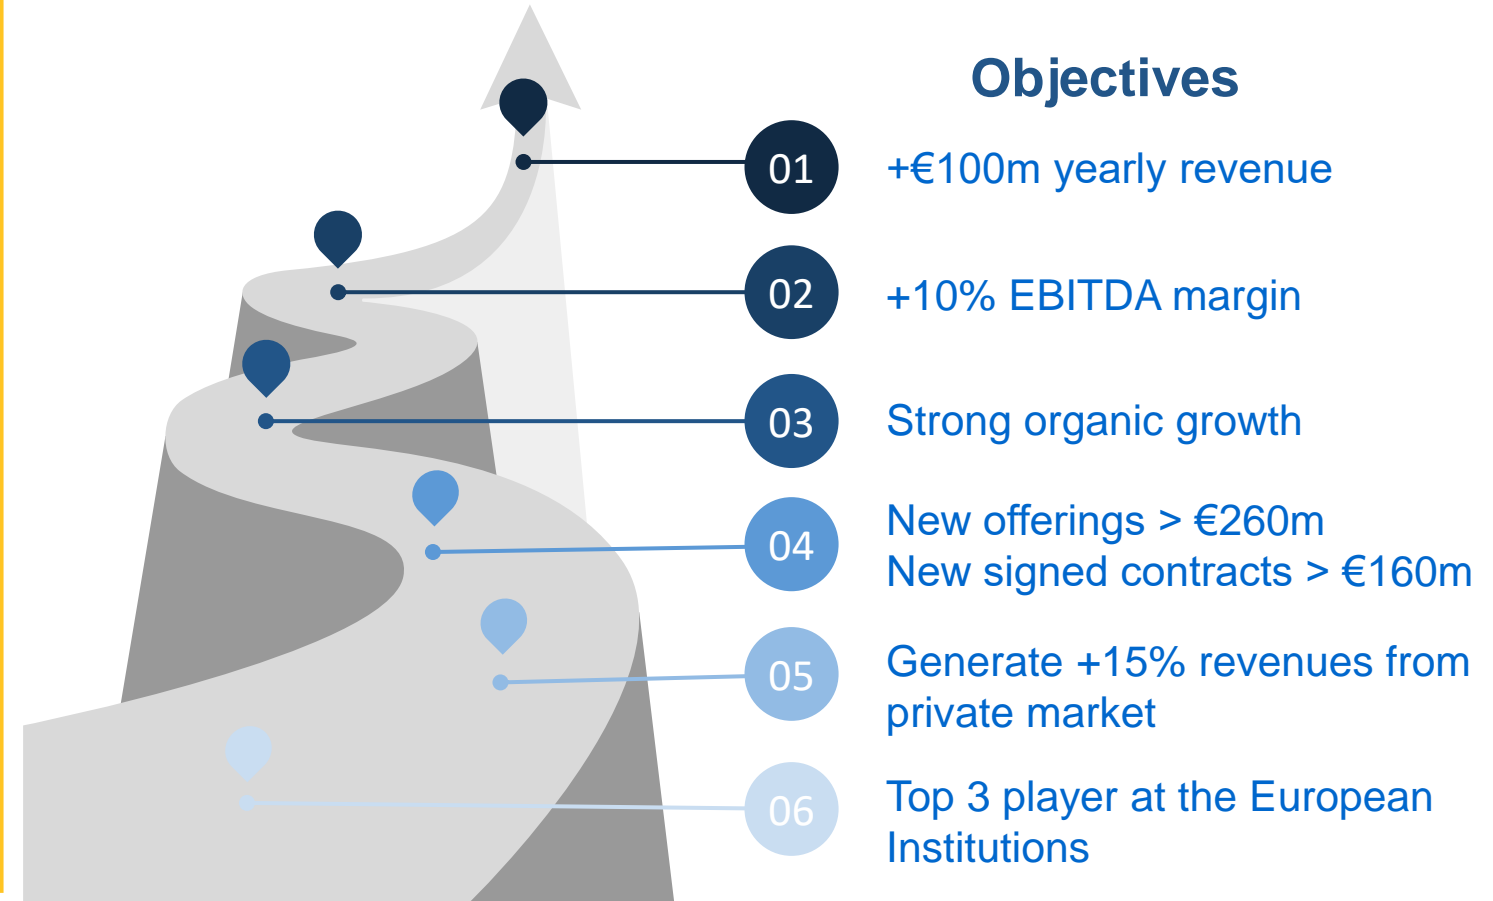 Objectives
01
+€100m yearly revenue
02
+10% EBITDA margin
03
Strong organic growth
04
New offerings > €260m
New signed contracts > €160m
05
Generate +15% revenues from
private market
06
Top 3 player at the European
Institutions